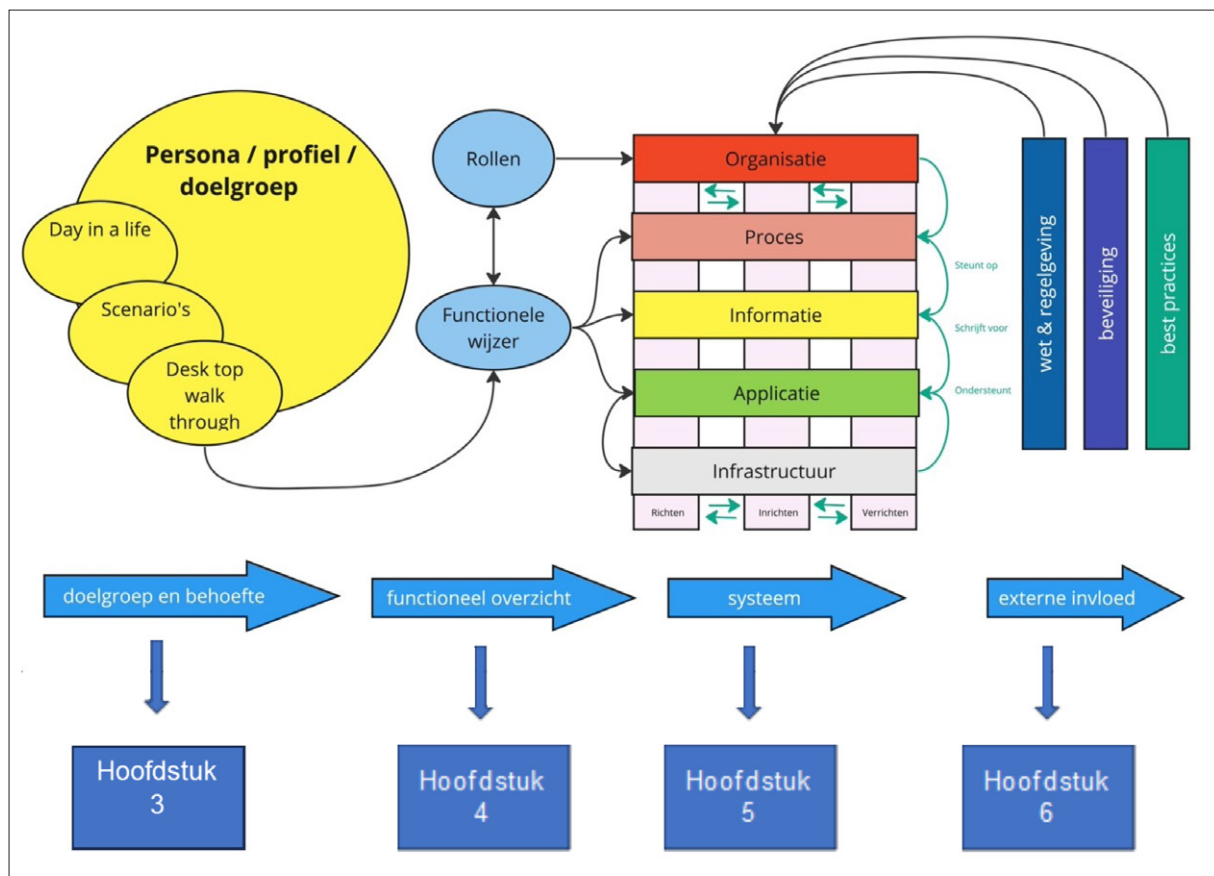 Persona / profiel /
doelgroep
Day in a life
Scenario's
Desk top
walk
through
Rollen
Functionele
wijzer
Organisatie
Proces
Informatie
Applicatie
Infrastructuur
Richten
Inrichten
Verrichten
Steunt op
Schrijft voor
Ondersteunt
wet & regelgeving
beveiliging
best practices
doelgroep en behoefte
functioneel overzicht
systeem
externe invloed
Hoofdstuk
3
Hoofdstuk
4
Hoofdstuk
5
Hoofdstuk
6